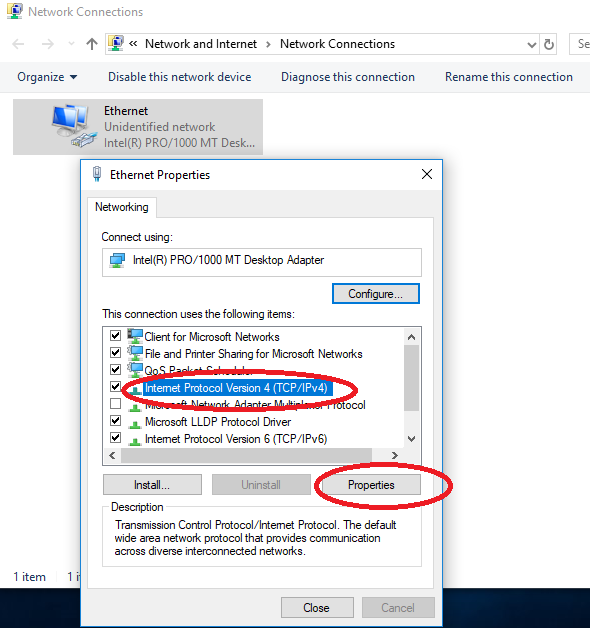 Network Connections
« Network and Internet > Network Connections
Se
Organize Disable this network device Diagnose this connection Rename this connection
Ethernet
Unidentified network
Intel(R) PRO/1000 MT Desk...
Ethernet Properties
Networking
Connect using:
Intel(R) PRO/1000 MT Desktop Adapter
Configure...
This connection uses the following items:
Client for Microsoft Networks
File and Printer Sharing for Microsoft Networks
QoS Packet Scheduler
Internet Protocol Version 4 (TCP/IPv4)
Microsoft Network Adapter Multiplexor Protocol
Microsoft LLDP Protocol Driver
Internet Protocol Version 6 (TCP/IPv6)
Install... Uninstall Properties
Description
Transmission Control Protocol/Internet Protocol. The default
wide area network protocol that provides communication
across diverse interconnected networks.
1 item 1 i
Close Cancel